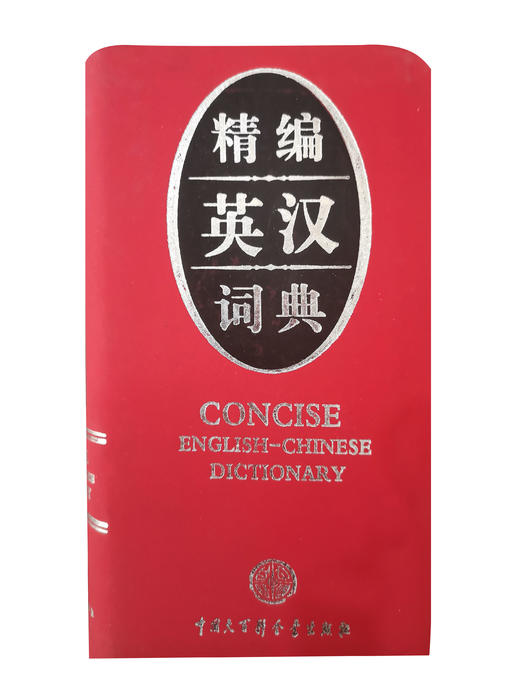 精编
英汉
词典
CONCISE
ENGLISH-CHINESE
DICTIONARY
中国大百科全书出版社